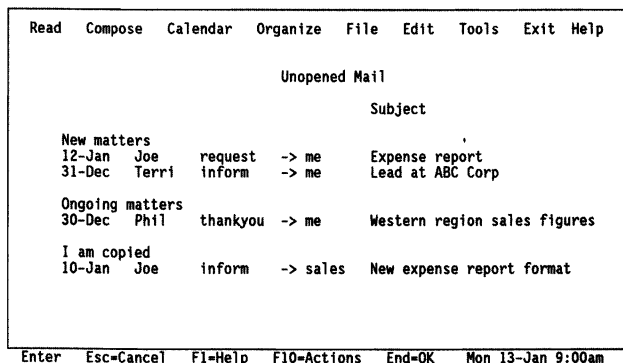 Read Compose Calendar Organize File Edit Tools Exit Help
Unopened Mail
Subject
New matters
12-Jan Joe request -> me Expense report
31-Dec Terri inform -> me Lead at ABC Corp
Ongoing matters
30-Dec Phil thankyou -> me Western region sales figures
I am copied
10-Jan Joe inform -> sales New expense report format
Enter Esc=Cancel F1=Help F10=Actions End=OK Mon 13-Jan 9:00am